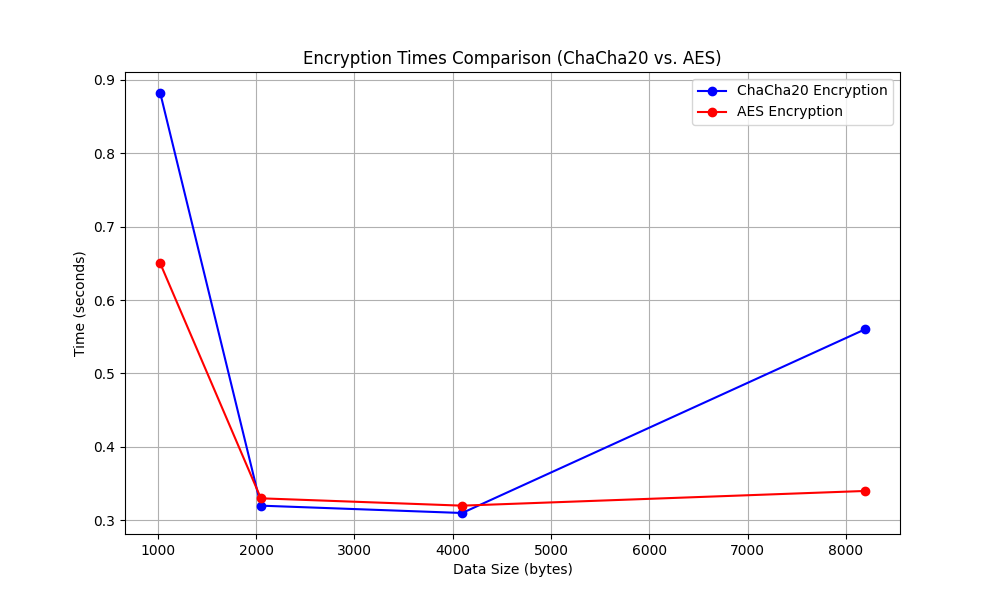 Encryption Times Comparison (ChaCha20 vs. AES)
ChaCha20 Encryption
AES Encryption
Time (seconds)
0.9
0.8
0.7
0.6
0.5
0.4
0.3
1000 2000 3000 4000 5000 6000 7000 8000
Data Size (bytes)